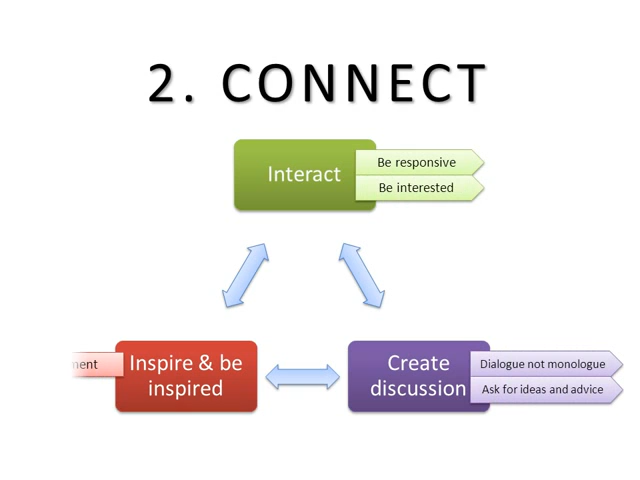 2. CONNECT
Interact
Be responsive
Be interested
Inspire & be
inspired
Create
discussion
Dialogue not monologue
Ask for ideas and advice